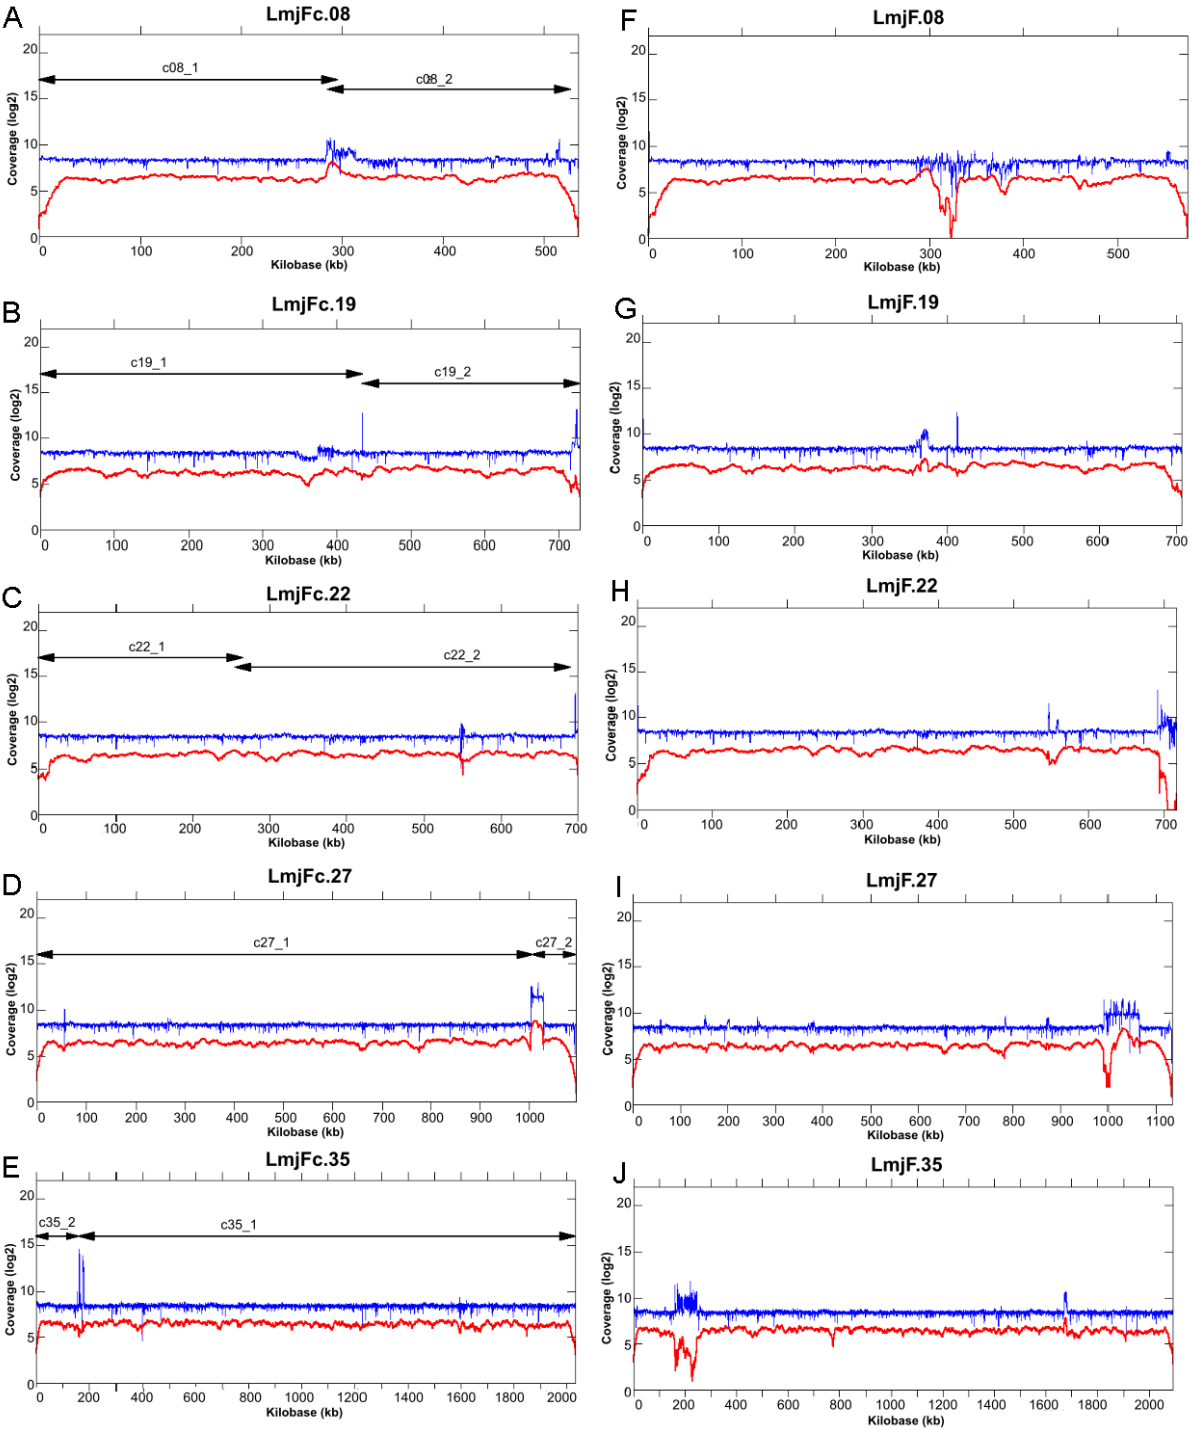 A
LmjFc.08
Coverage (log2)
20
15
10
5
0
c08_1
c08_2
0 100 200 300 400 500
Kilobase (kb)
F
LmjF.08
Coverage (log2)
20
15
10
5
0
0 100 200 300 400 500
Kilobase (kb)
B
LmjFc.19
Coverage (log2)
20
15
10
5
0
c19_1
c19_2
0 100 200 300 400 500 600 700
Kilobase (kb)
G
LmjF.19
Coverage (log2)
20
15
10
5
0
0 100 200 300 400 500 600 700
Kilobase (kb)
C
LmjFc.22
Coverage (log2)
20
15
10
5
0
c22_1
c22_2
0 100 200 300 400 500 600 700
Kilobase (kb)
H
LmjF.22
Coverage (log2)
20
15
10
5
0
0 100 200 300 400 500 600 700
Kilobase (kb)
D
LmjFc.27
Coverage (log2)
20
15
10
5
0
c27_1
c27_2
0 100 200 300 400 500 600 700 800 900 1000
Kilobase (kb)
I
LmjF.27
Coverage (log2)
20
15
10
5
0
0 100 200 300 400 500 600 700 800 900 1000 1100
Kilobase (kb)
E
LmjFc.35
Coverage (log2)
20
15
10
5
0
c35_2
c35_1
0 200 400 600 800 1000 1200 1400 1600 1800 2000
Kilobase (kb)
J
LmjF.35
Coverage (log2)
20
15
10
5
0
0 200 400 600 800 1000 1200 1400 1600 1800 2000
Kilobase (kb)